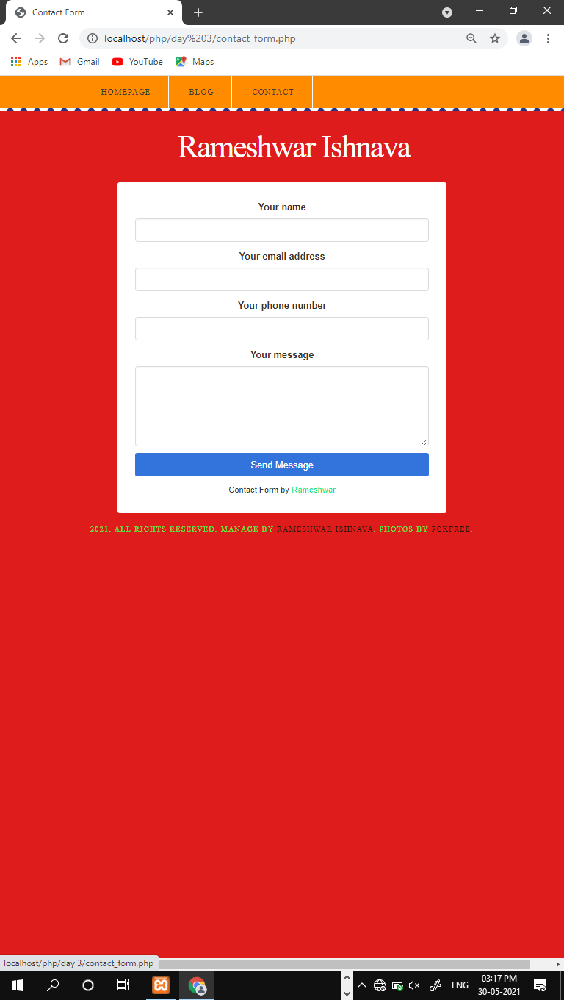 Contact Form
localhost/php/day%203/contact_form.php
Apps Gmail YouTube Maps
HOMEPAGE BLOG CONTACT
Rameshwar Ishnava
Your name
Your email address
Your phone number
Your message
Send Message
Contact Form by Rameshwar
2021. ALL RIGHTS RESERVED. MANAGE BY RAMESHWAR ISHNAVA. PHOTOS BY PCKFREE.
localhost/php/day 3/contact_form.php
ENG
03:17 PM
30-05-2021